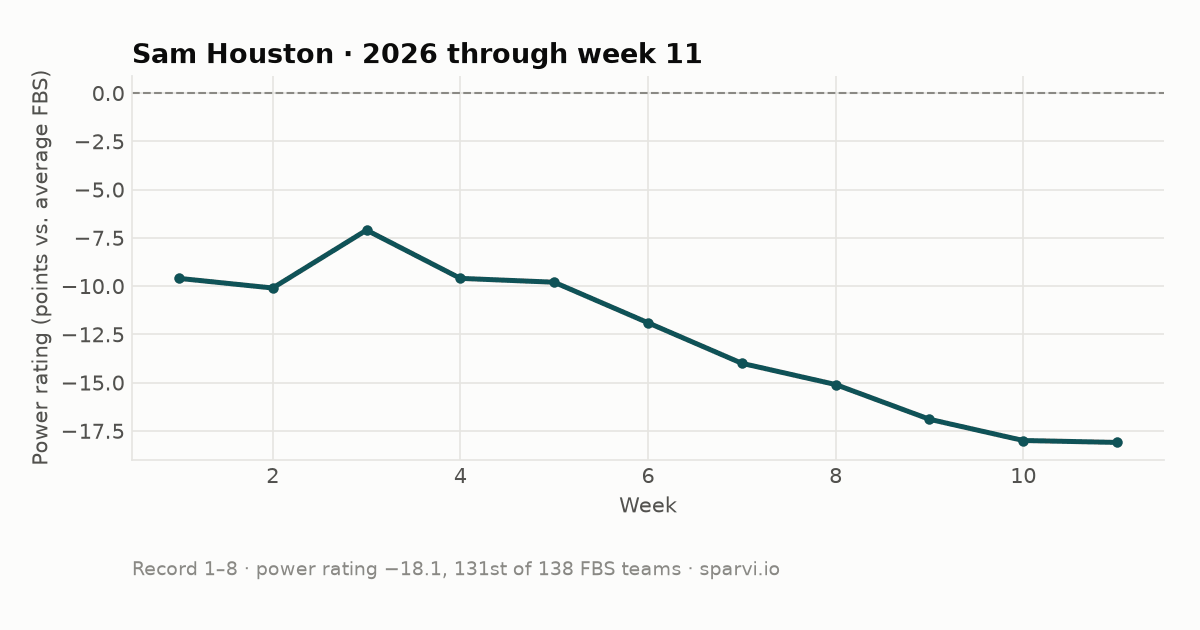 Sam Houston · 2026 through week 11
Power rating (points vs. average FBS)
0.0
−2.5
−5.0
−7.5
−10.0
−12.5
−15.0
−17.5
2 4 6 8 10
Week
Record 1–8 · power rating −18.1, 131st of 138 FBS teams · sparvi.io